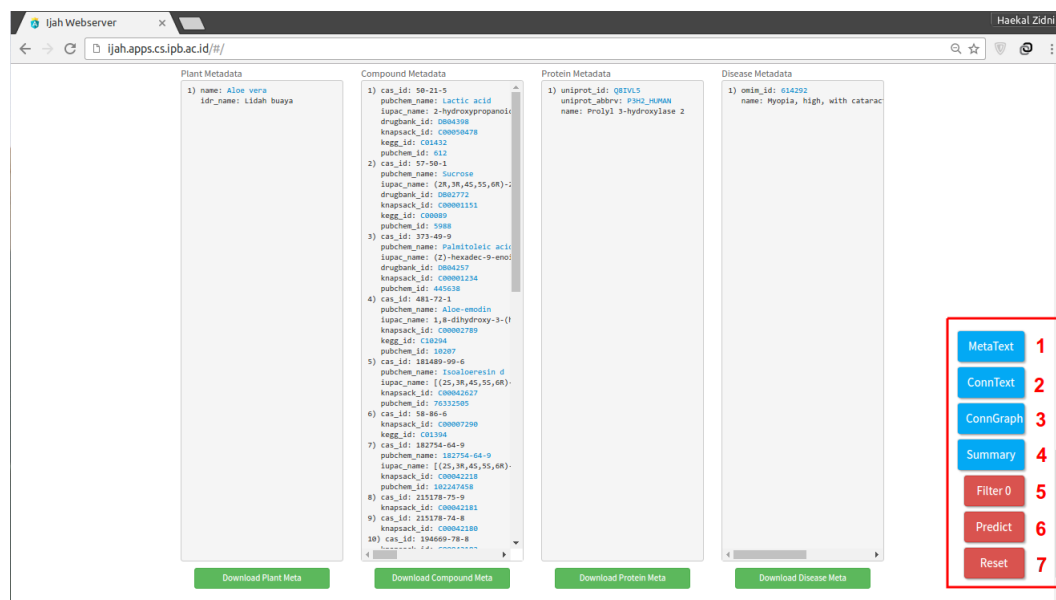 Ijah Webserver
Haekal Zidni
ijah.apps.cs.ipb.ac.id/#/
Plant Metadata
1) name: Aloe vera
idr_name: Lidah buaya
Download Plant Meta
Compound Metadata
1) cas_id: 50-21-5
pubchem_name: Lactic acid
iupac_name: 2-hydroxypropanoic
drugbank_id: DB04398
knapsack_id: C00050478
kegg_id: C01432
pubchem_id: 612
2) cas_id: 57-50-1
pubchem_name: Sucrose
iupac_name: (2R,3R,4S,5S,6R)-2
drugbank_id: DB02772
knapsack_id: C00001151
kegg_id: C00089
pubchem_id: 5988
3) cas_id: 373-49-9
pubchem_name: Palmitoleic acid
iupac_name: (Z)-hexadec-9-enoi
drugbank_id: DB04257
knapsack_id: C00001234
pubchem_id: 445638
4) cas_id: 481-72-1
pubchem_name: Aloe-emodin
iupac_name: 1,8-dihydroxy-3-(h
knapsack_id: C00002789
kegg_id: C10294
pubchem_id: 10207
5) cas_id: 181489-99-6
pubchem_name: Isoaloeresin d
iupac_name: [(2S,3R,4S,5S,6R)-
knapsack_id: C00042627
pubchem_id: 76332505
6) cas_id: 58-86-6
knapsack_id: C00007290
kegg_id: C01394
7) cas_id: 182754-64-9
pubchem_name: 182754-64-9
iupac_name: [(2S,3R,4S,5S,6R)-
knapsack_id: C00042218
pubchem_id: 102247458
8) cas_id: 215178-75-9
knapsack_id: C00042181
9) cas_id: 215178-74-8
knapsack_id: C00042180
10) cas_id: 194669-78-8
Download Compound Meta
Protein Metadata
1) uniprot_id: Q8IVL5
uniprot_abbrv: P3H2_HUMAN
name: Prolyl 3-hydroxylase 2
Download Protein Meta
Disease Metadata
1) omim_id: 614292
name: Myopia, high, with catarac
Download Disease Meta
MetaText 1
ConnText 2
ConnGraph 3
Summary 4
Filter 0 5
Predict 6
Reset 7